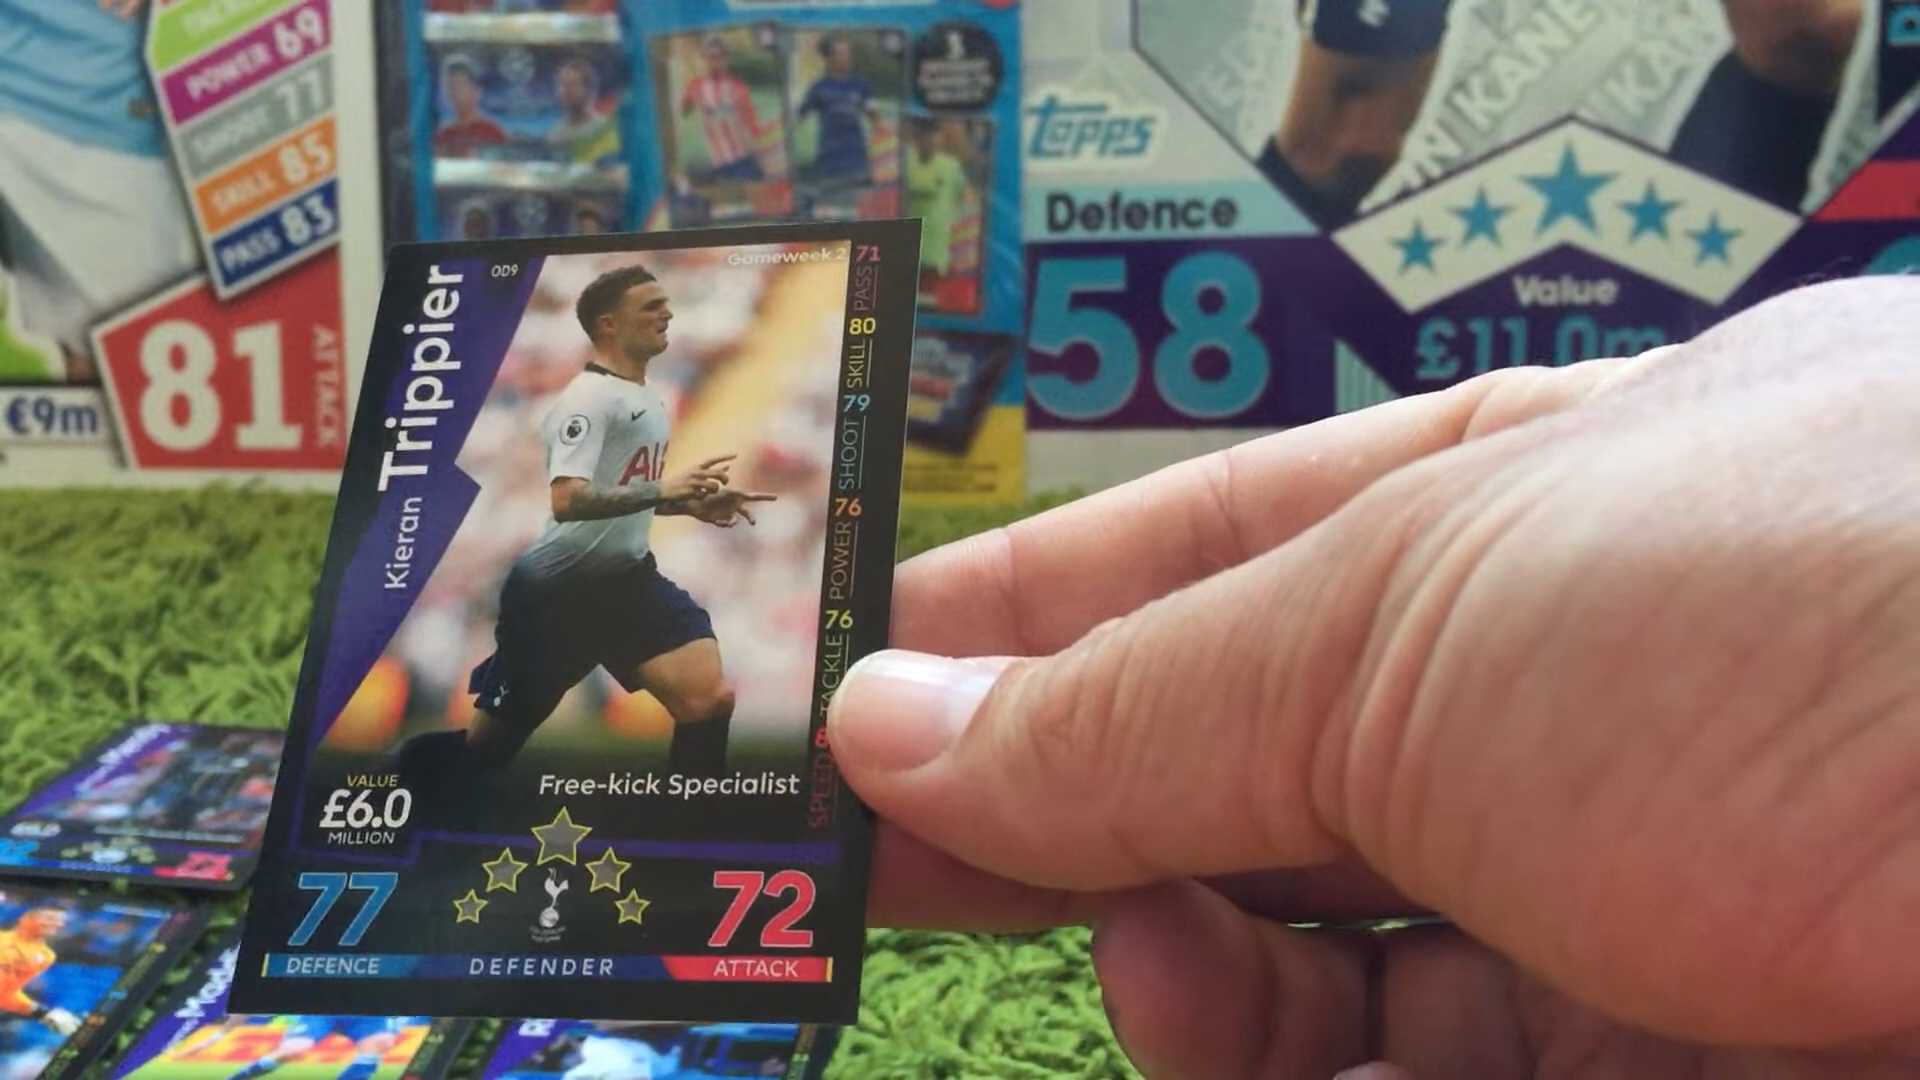 POWER 69
SHOOT 77
SKILL 85
PASS 83
€9m
81
ATTACK
topps
Defence
58
Value
£11.0m
KANE
OD9
Gameweek 2
Kieran Trippier
71 PASS
80 SKILL
79 SHOOT
76 POWER
76 TACKLE
SPEED
Free-kick Specialist
VALUE
£6.0
MILLION
77
72
DEFENCE
DEFENDER
ATTACK